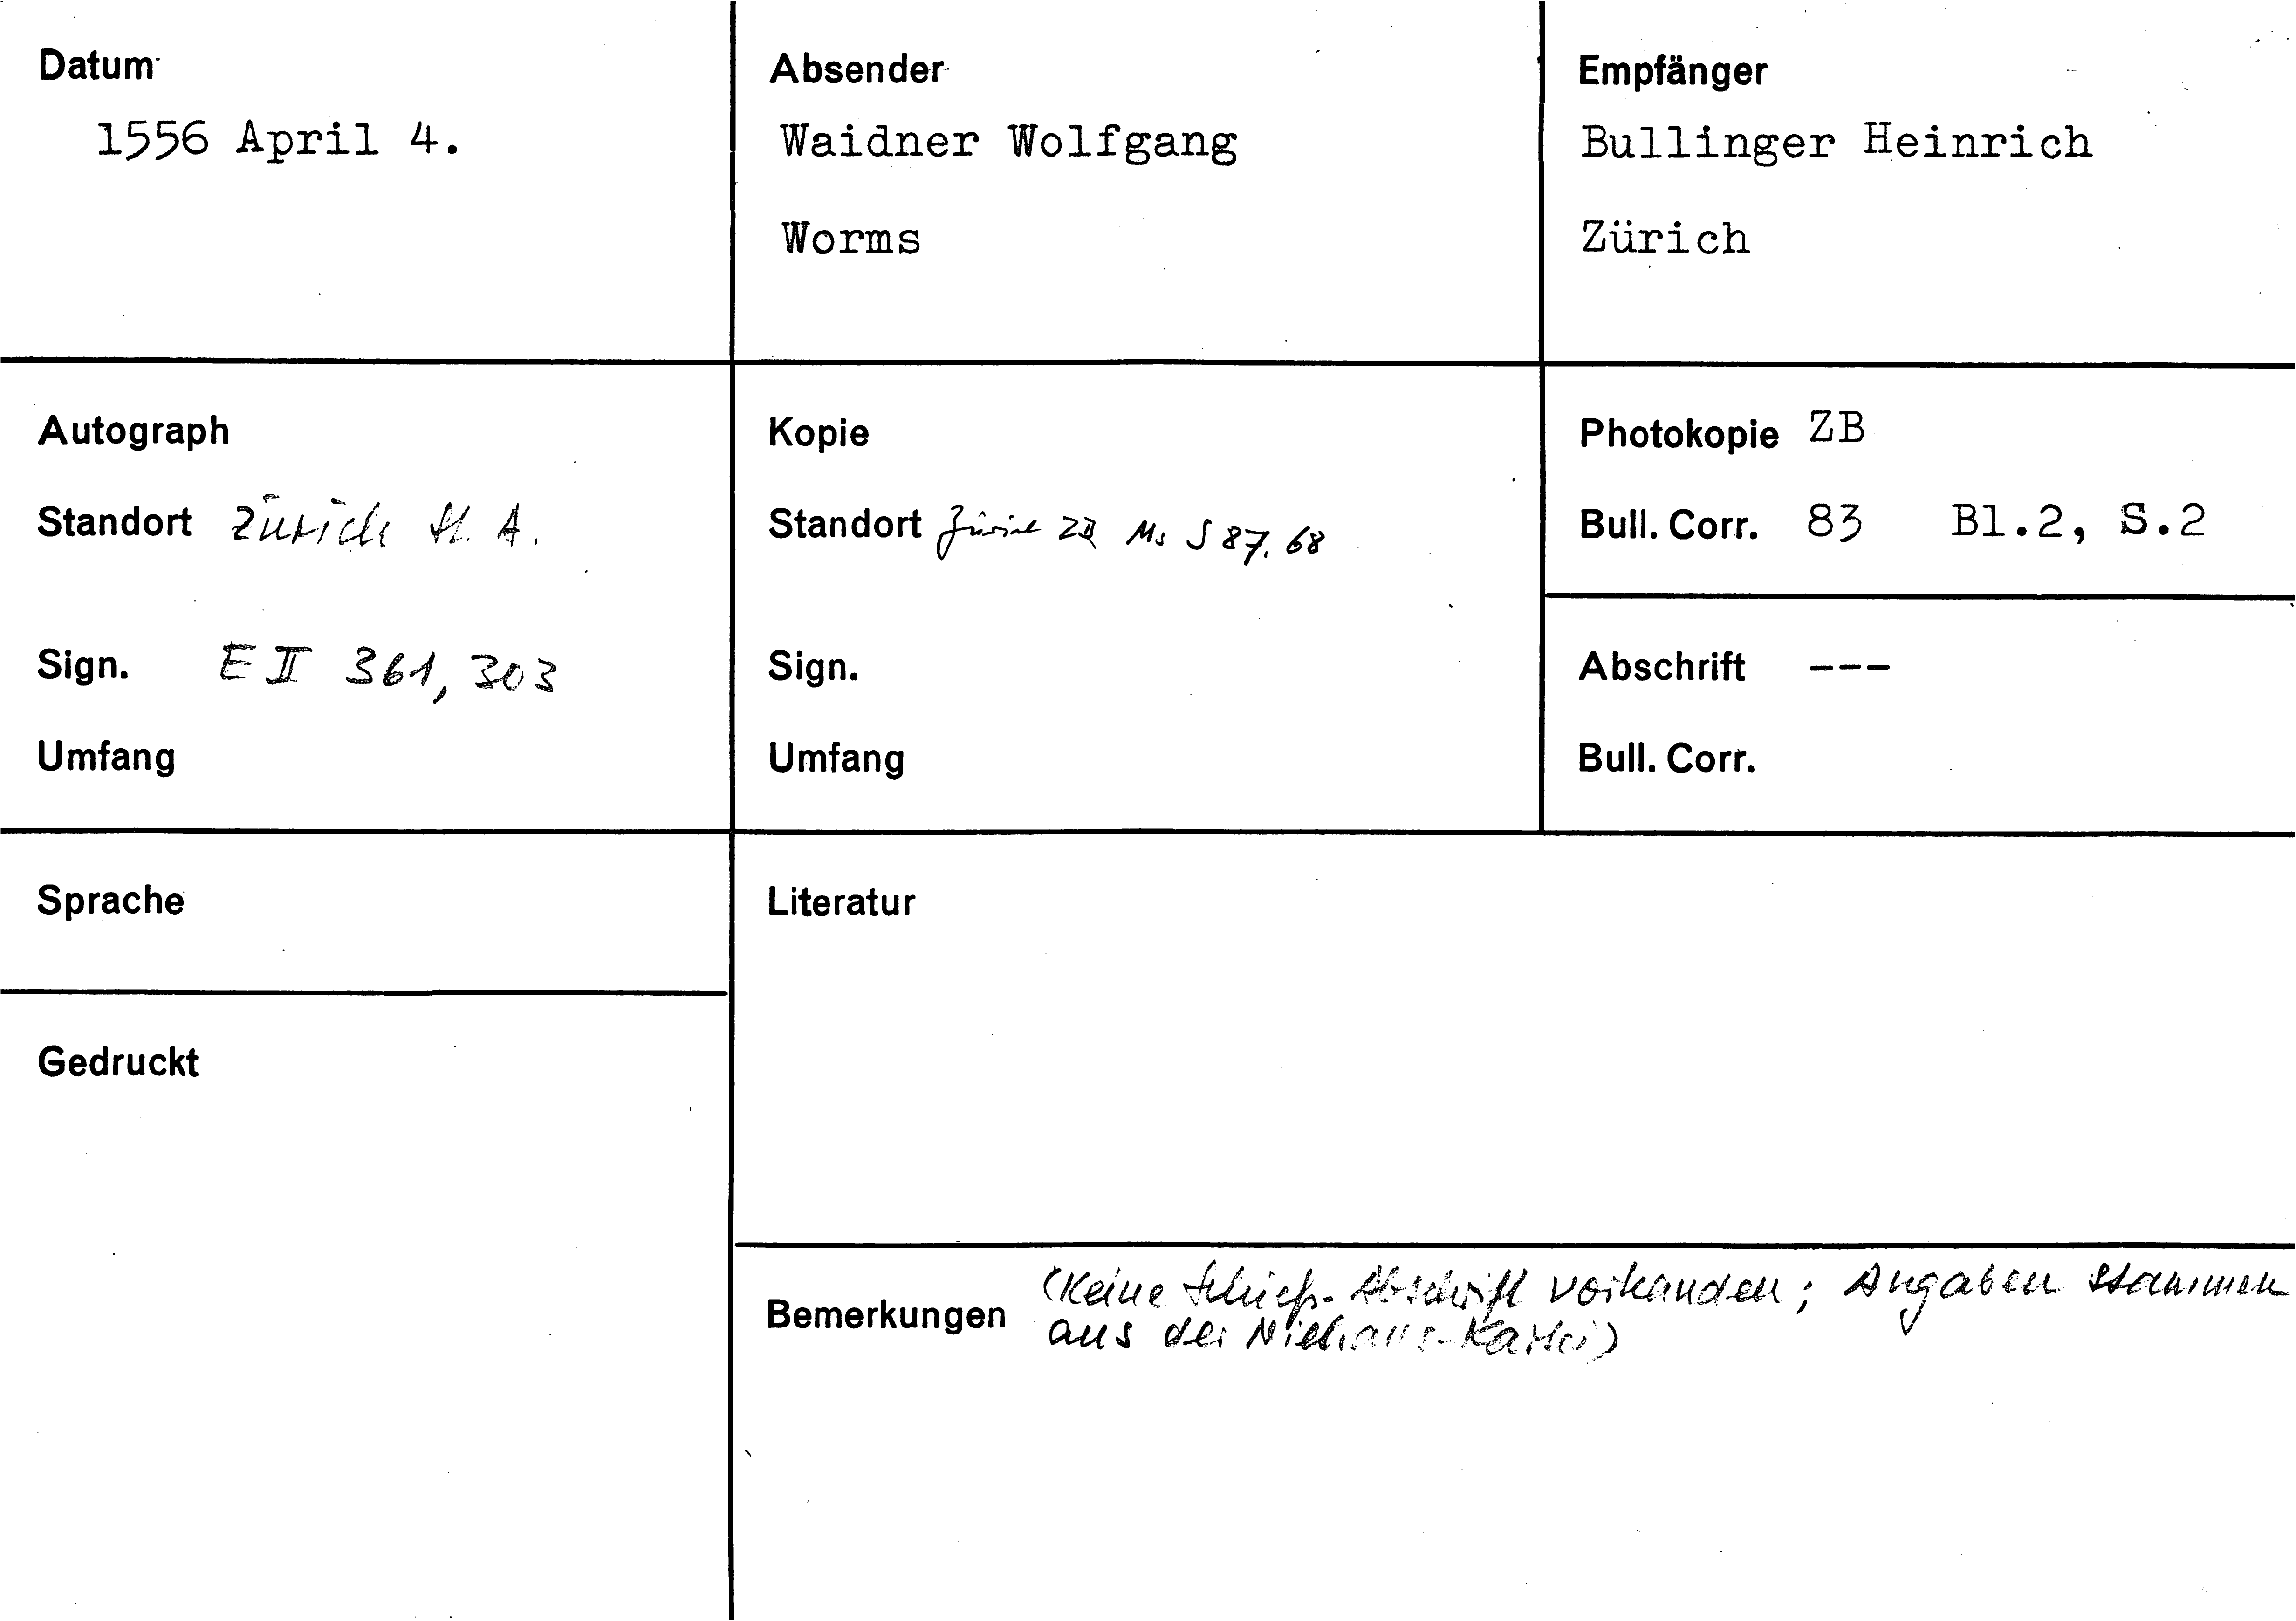 Datum
1556 April 4.
Absender
Waidner Wolfgang
Worms
Empfänger
Bullinger Heinrich
Zürich
Autograph
Standort Zürich St. A.
Sign. E II 361, 303
Umfang
Kopie
Standort Zürich ZB Ms S 87. 68
Sign.
Umfang
Photokopie ZB
Bull. Corr. 83 Bl.2, S.2
Abschrift ---
Bull. Corr.
Sprache
Gedruckt
Literatur
Bemerkungen
(Keine Schieß-Abschrift vorhanden; Angaben stammen
aus der Niehaus-Kartei)